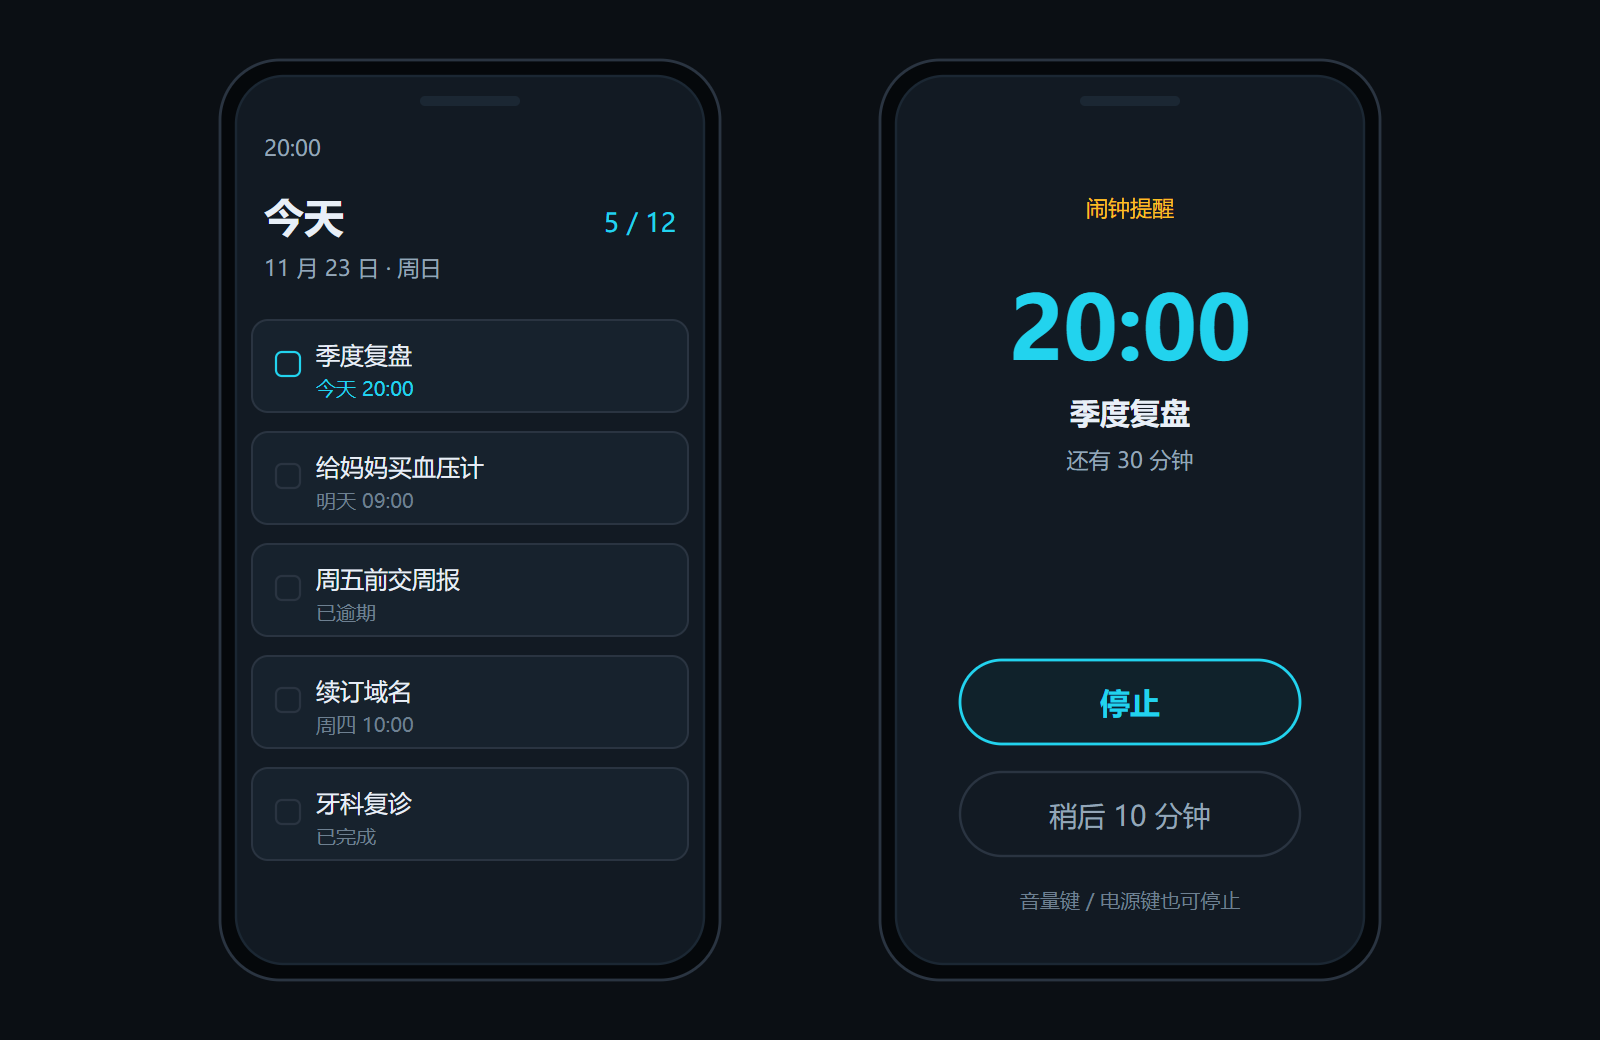 20:00
今天
5 / 12
11 月 23 日 · 周日
季度复盘
今天 20:00
给妈妈买血压计
明天 09:00
周五前交周报
已逾期
续订域名
周四 10:00
牙科复诊
已完成
闹钟提醒
20:00
季度复盘
还有 30 分钟
停止
稍后 10 分钟
音量键 / 电源键也可停止